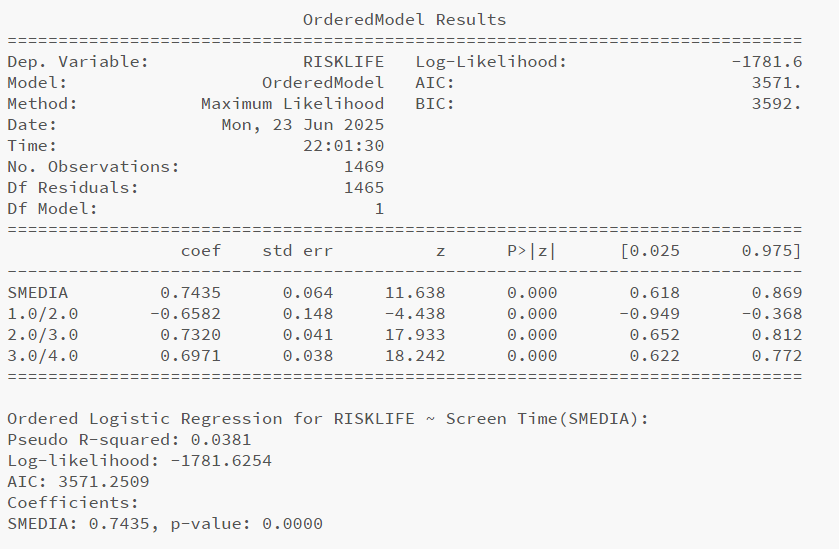 OrderedModel Results
==============================================================================
Dep. Variable: RISKLIFE Log-Likelihood: -1781.6
Model: OrderedModel AIC: 3571.
Method: Maximum Likelihood BIC: 3592.
Date: Mon, 23 Jun 2025
Time: 22:01:30
No. Observations: 1469
Df Residuals: 1465
Df Model: 1
==============================================================================
coef std err z P>|z| [0.025 0.975]
------------------------------------------------------------------------------
SMEDIA 0.7435 0.064 11.638 0.000 0.618 0.869
1.0/2.0 -0.6582 0.148 -4.438 0.000 -0.949 -0.368
2.0/3.0 0.7320 0.041 17.933 0.000 0.652 0.812
3.0/4.0 0.6971 0.038 18.242 0.000 0.622 0.772
==============================================================================
Ordered Logistic Regression for RISKLIFE ~ Screen Time(SMEDIA):
Pseudo R-squared: 0.0381
Log-likelihood: -1781.6254
AIC: 3571.2509
Coefficients:
SMEDIA: 0.7435, p-value: 0.0000